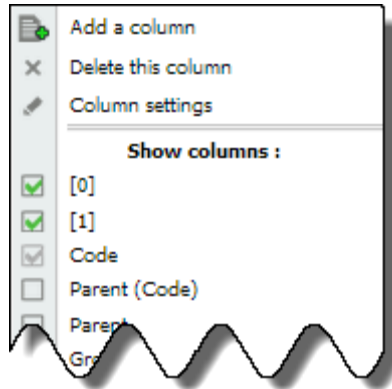 Add a column
Delete this column
Column settings
Show columns :
[0]
[1]
Code
Parent (Code)
Parent